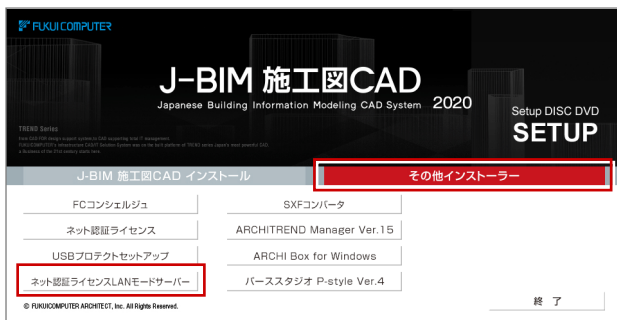 FUKUI COMPUTER
J-BIM 施工図CAD 2020
Japanese Building Information Modeling CAD System
Setup DISC DVD
SETUP
TREND Series
J-BIM 施工図CAD インストール
その他インストーラー
FCコンシェルジュ
SXFコンバータ
ネット認証ライセンス
ARCHITREND Manager Ver.15
USBプロテクトセットアップ
ARCHI Box for Windows
ネット認証ライセンスLANモードサーバー
パーススタジオ P-style Ver.4
© FUKUICOMPUTER ARCHITECT, Inc. All Rights Reserved.
終 了